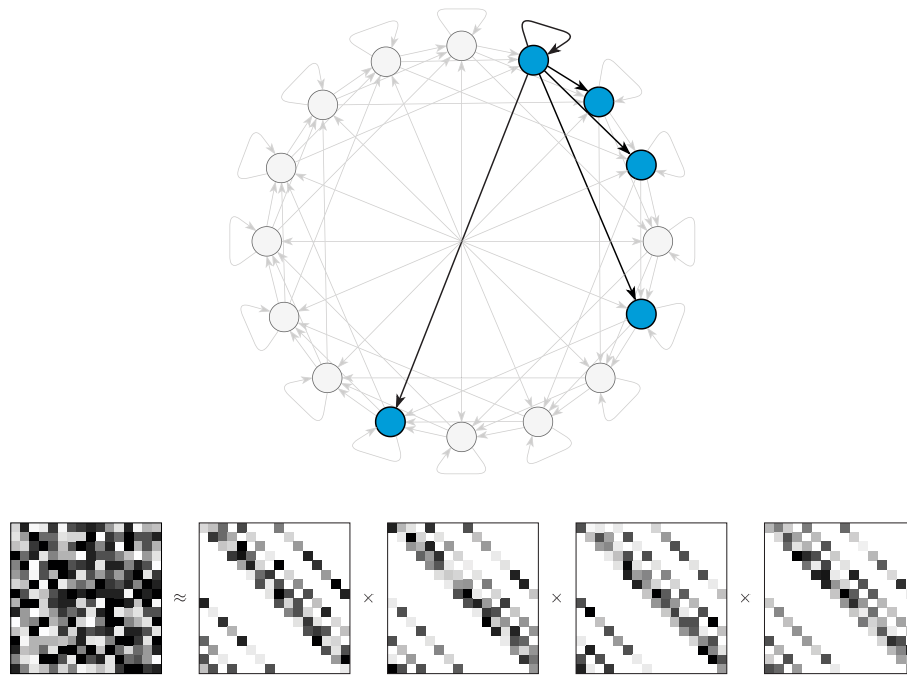 ≈ × × ×